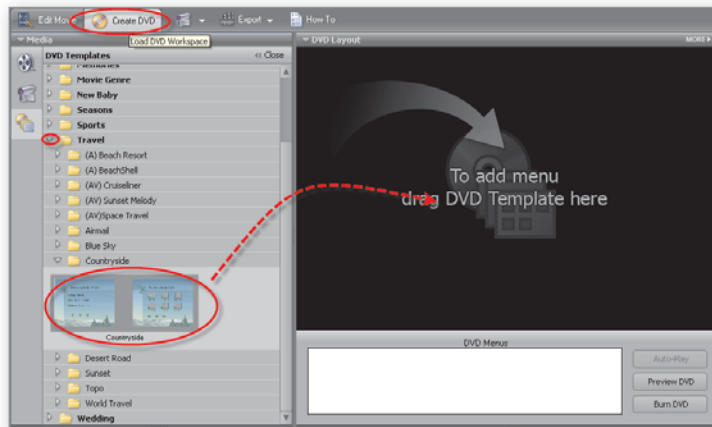 Edit Mov
Create DVD
Export
How To
Load DVD Workspace
Media
DVD Templates
« Close
Memories
Movie Genre
New Baby
Seasons
Sports
Travel
(A) Beach Resort
(A) BeachShell
(AV) Cruiseliner
(AV) Sunset Melody
(AV)Space Travel
Airmail
Blue Sky
Countryside
Countryside
Desert Road
Sunset
Topo
World Travel
Wedding
DVD Layout
MORE
To add menu
drag DVD Template here
DVD Menus
Auto-Play
Preview DVD
Burn DVD